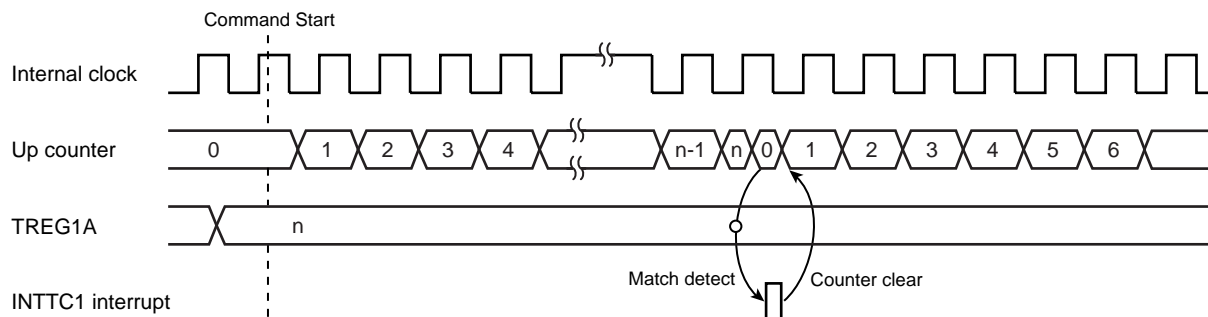 Command Start
Internal clock
Up counter 0 1 2 3 4 n-1 n 0 1 2 3 4 5 6
TREG1A n
Match detect Counter clear
INTTC1 interrupt